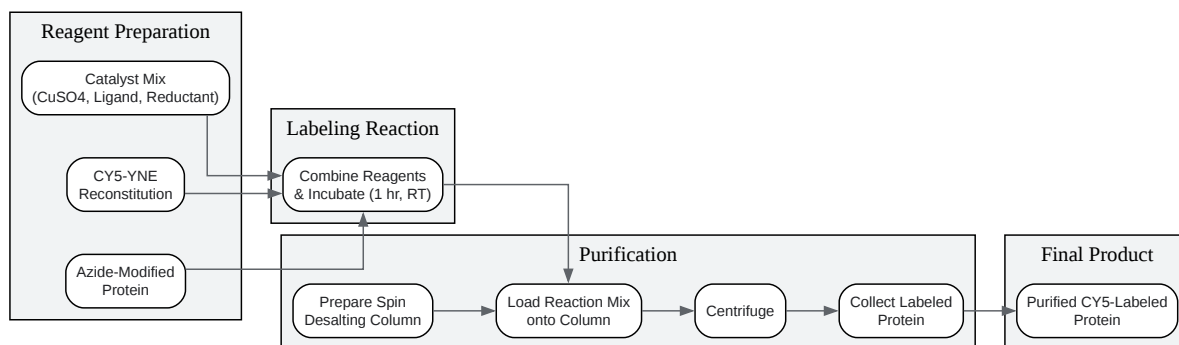 Reagent Preparation
Catalyst Mix
(CuSO4, Ligand, Reductant)
CY5-YNE
Reconstitution
Azide-Modified
Protein
Labeling Reaction
Combine Reagents
& Incubate (1 hr, RT)
Purification
Prepare Spin
Desalting Column
Load Reaction Mix
onto Column
Centrifuge
Collect Labeled
Protein
Final Product
Purified CY5-Labeled
Protein